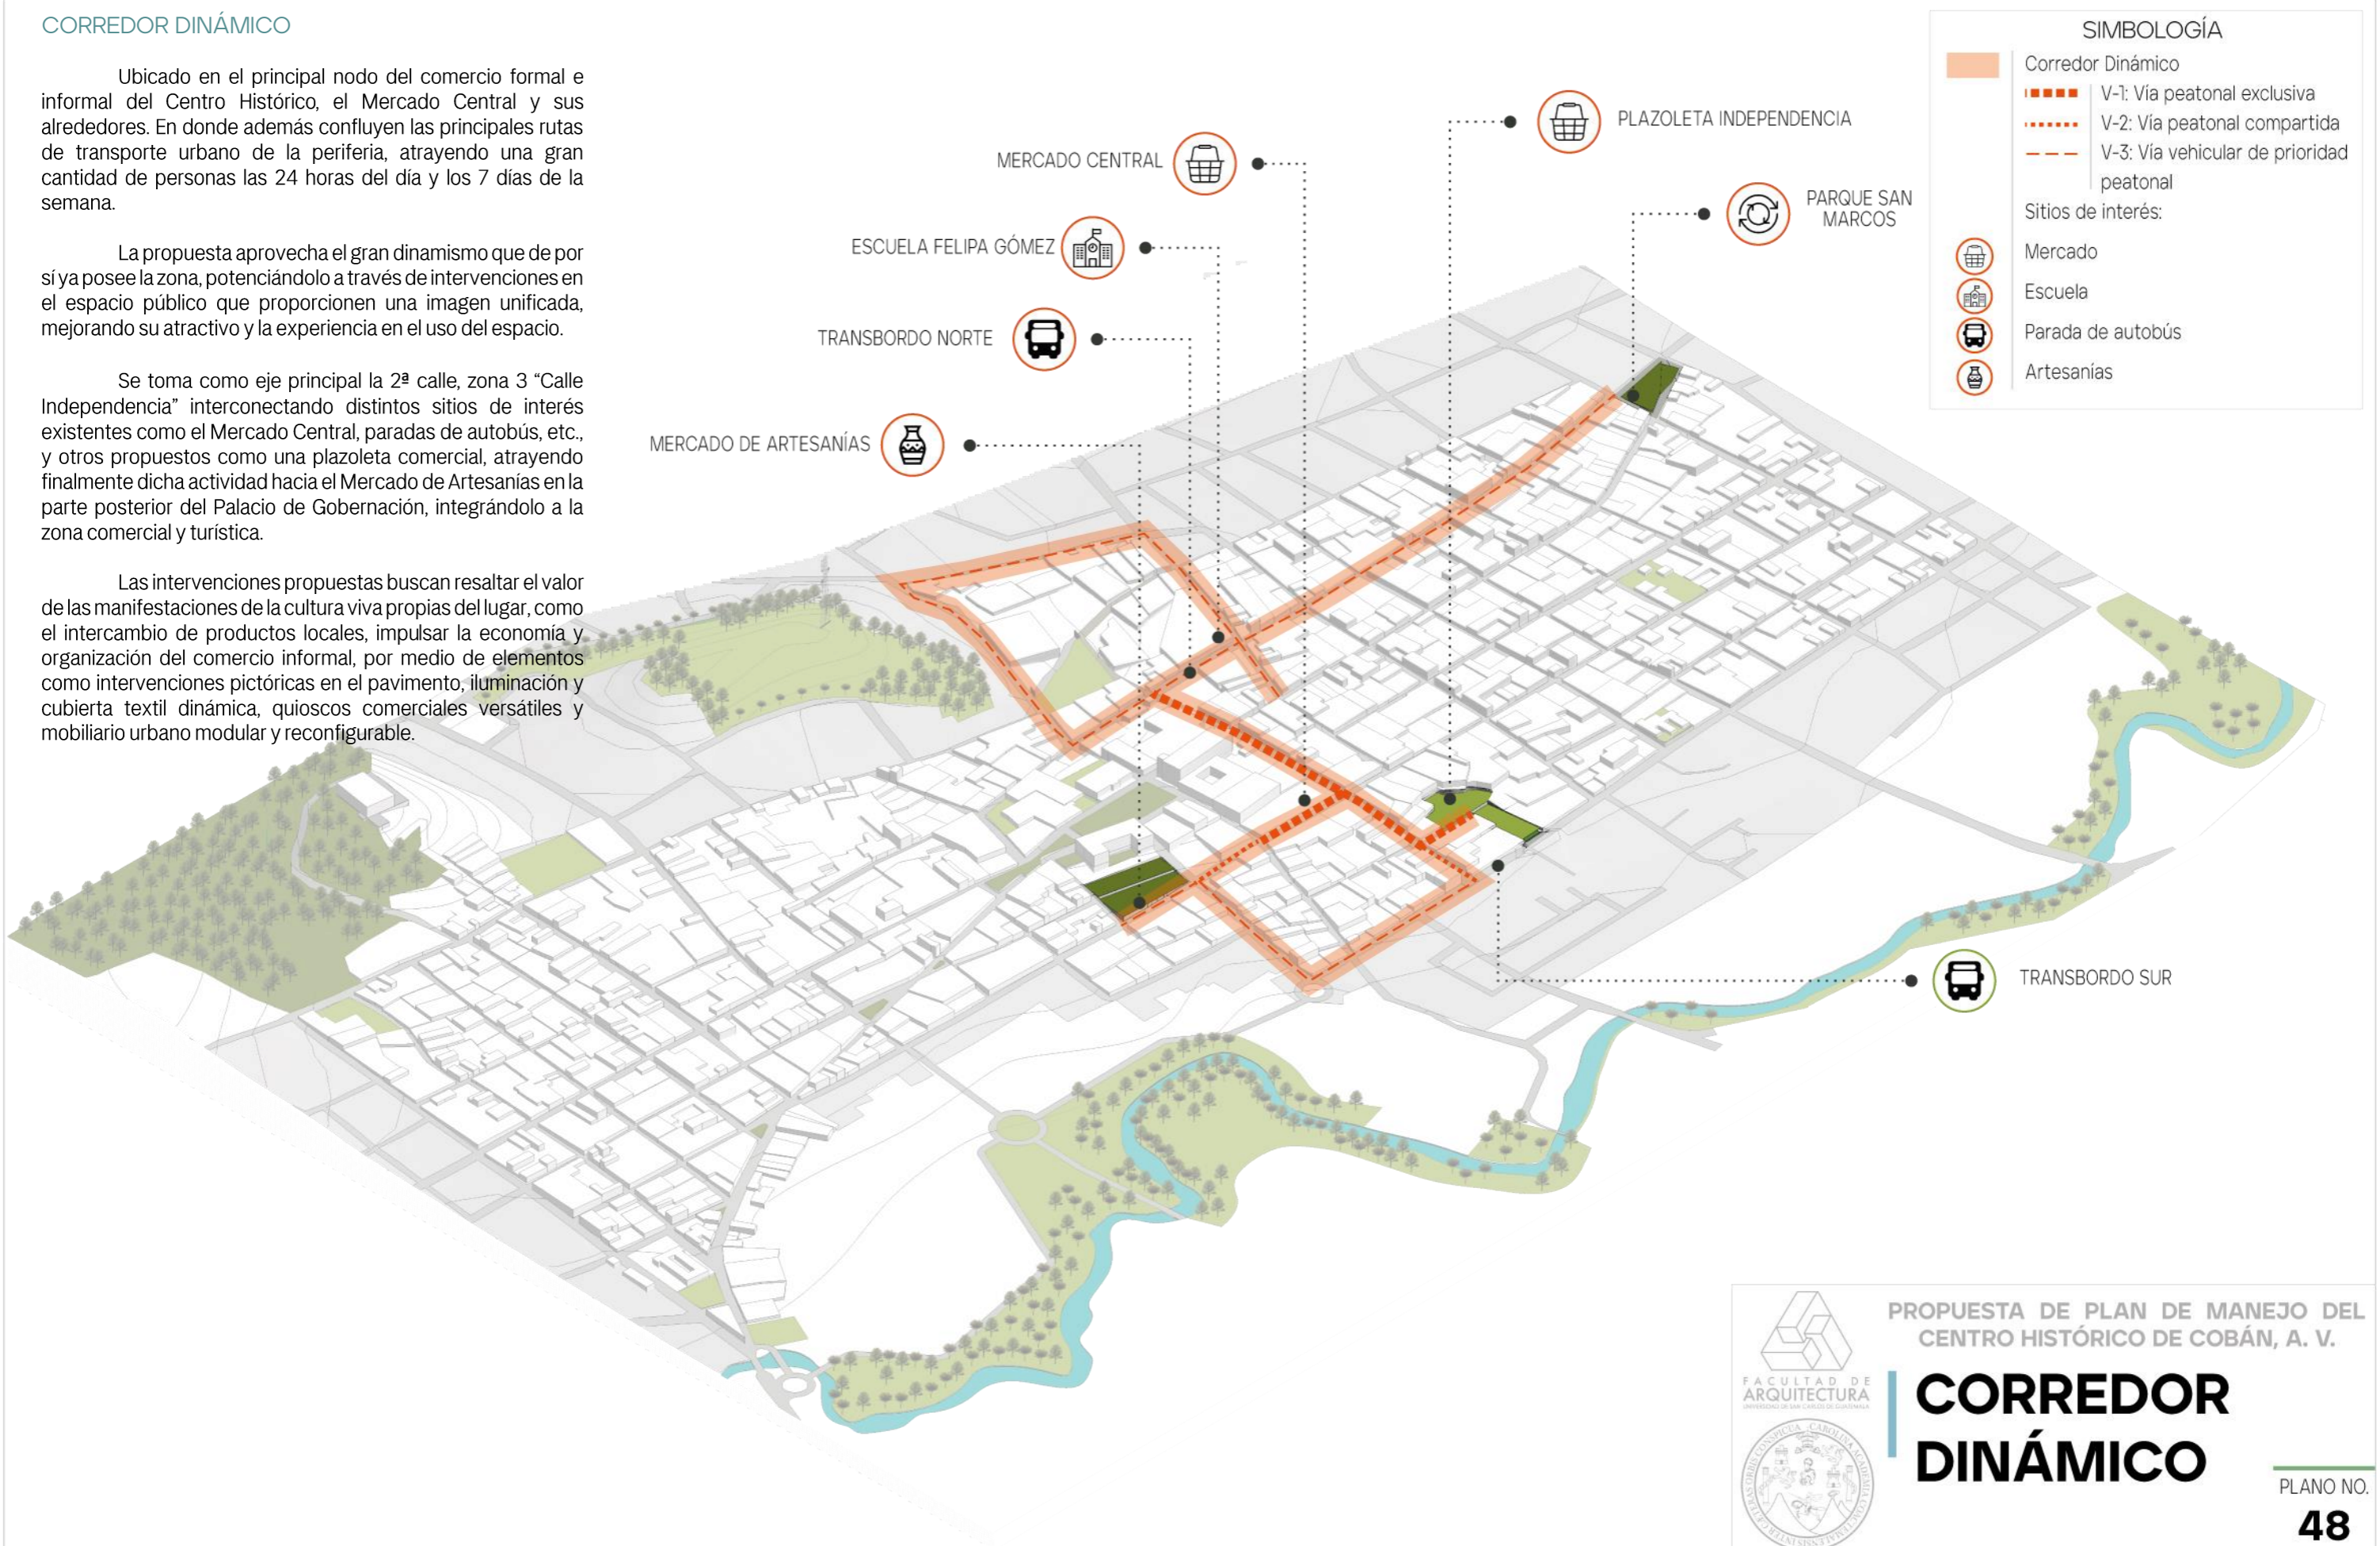 CORREDOR DINÁMICO
Ubicado en el principal nodo del comercio formal e
informal del Centro Histórico, el Mercado Central y sus
alrededores. En donde además confluyen las principales rutas
de transporte urbano de la periferia, atrayendo una gran
cantidad de personas las 24 horas del día y los 7 días de la
semana.
La propuesta aprovecha el gran dinamismo que de por
sí ya posee la zona, potenciándolo a través de intervenciones en
el espacio público que proporcionen una imagen unificada,
mejorando su atractivo y la experiencia en el uso del espacio.
Se toma como eje principal la 2ª calle, zona 3 “Calle
Independencia” interconectando distintos sitios de interés
existentes como el Mercado Central, paradas de autobús, etc.,
y otros propuestos como una plazoleta comercial, atrayendo
finalmente dicha actividad hacia el Mercado de Artesanías en la
parte posterior del Palacio de Gobernación, integrándolo a la
zona comercial y turística.
Las intervenciones propuestas buscan resaltar el valor
de las manifestaciones de la cultura viva propias del lugar, como
el intercambio de productos locales, impulsar la economía y
organización del comercio informal, por medio de elementos
como intervenciones pictóricas en el pavimento, iluminación y
cubierta textil dinámica, quioscos comerciales versátiles y
mobiliario urbano modular y reconfigurable.
MERCADO CENTRAL
ESCUELA FELIPA GÓMEZ
TRANSBORDO NORTE
MERCADO DE ARTESANÍAS
PLAZOLETA INDEPENDENCIA
PARQUE SAN
MARCOS
TRANSBORDO SUR
SIMBOLOGÍA
Corredor Dinámico
V-1: Vía peatonal exclusiva
V-2: Vía peatonal compartida
V-3: Vía vehicular de prioridad
peatonal
Sitios de interés:
Mercado
Escuela
Parada de autobús
Artesanías
PROPUESTA DE PLAN DE MANEJO DEL
CENTRO HISTÓRICO DE COBÁN, A. V.
FACULTAD DE
ARQUITECTURA
UNIVERSIDAD DE SAN CARLOS DE GUATEMALA
CORREDOR
DINÁMICO
PLANO NO.
48